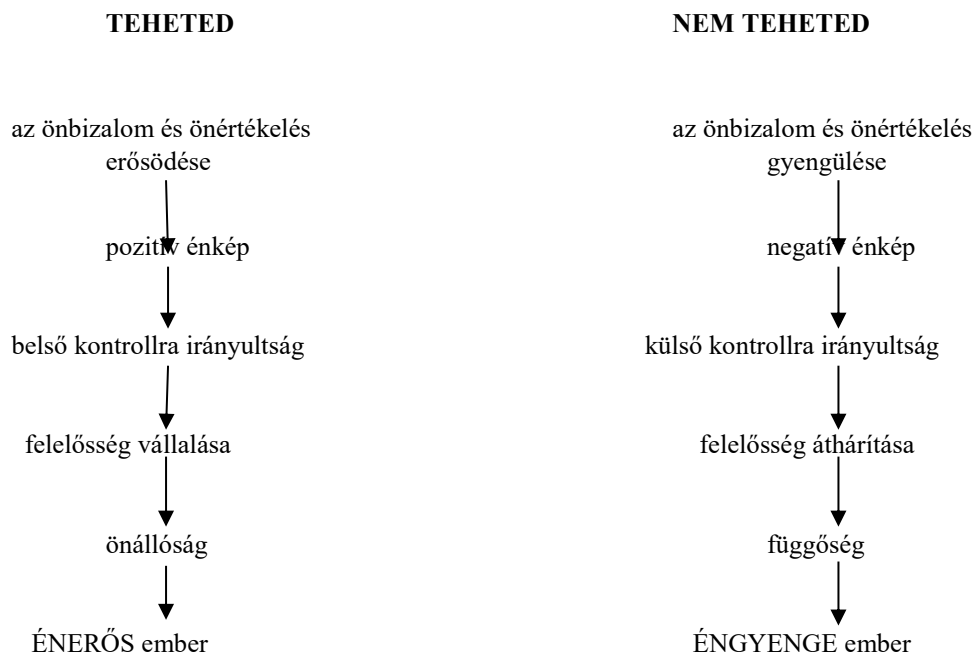 TEHETED
az önbizalom és önértékelés
erősödése
pozitív énkép
belső kontrollra irányultság
felelősség vállalása
önállóság
ÉNERŐS ember
NEM TEHETED
az önbizalom és önértékelés
gyengülése
negatív énkép
külső kontrollra irányultság
felelősség áthárítása
függőség
ÉNGYENGE ember